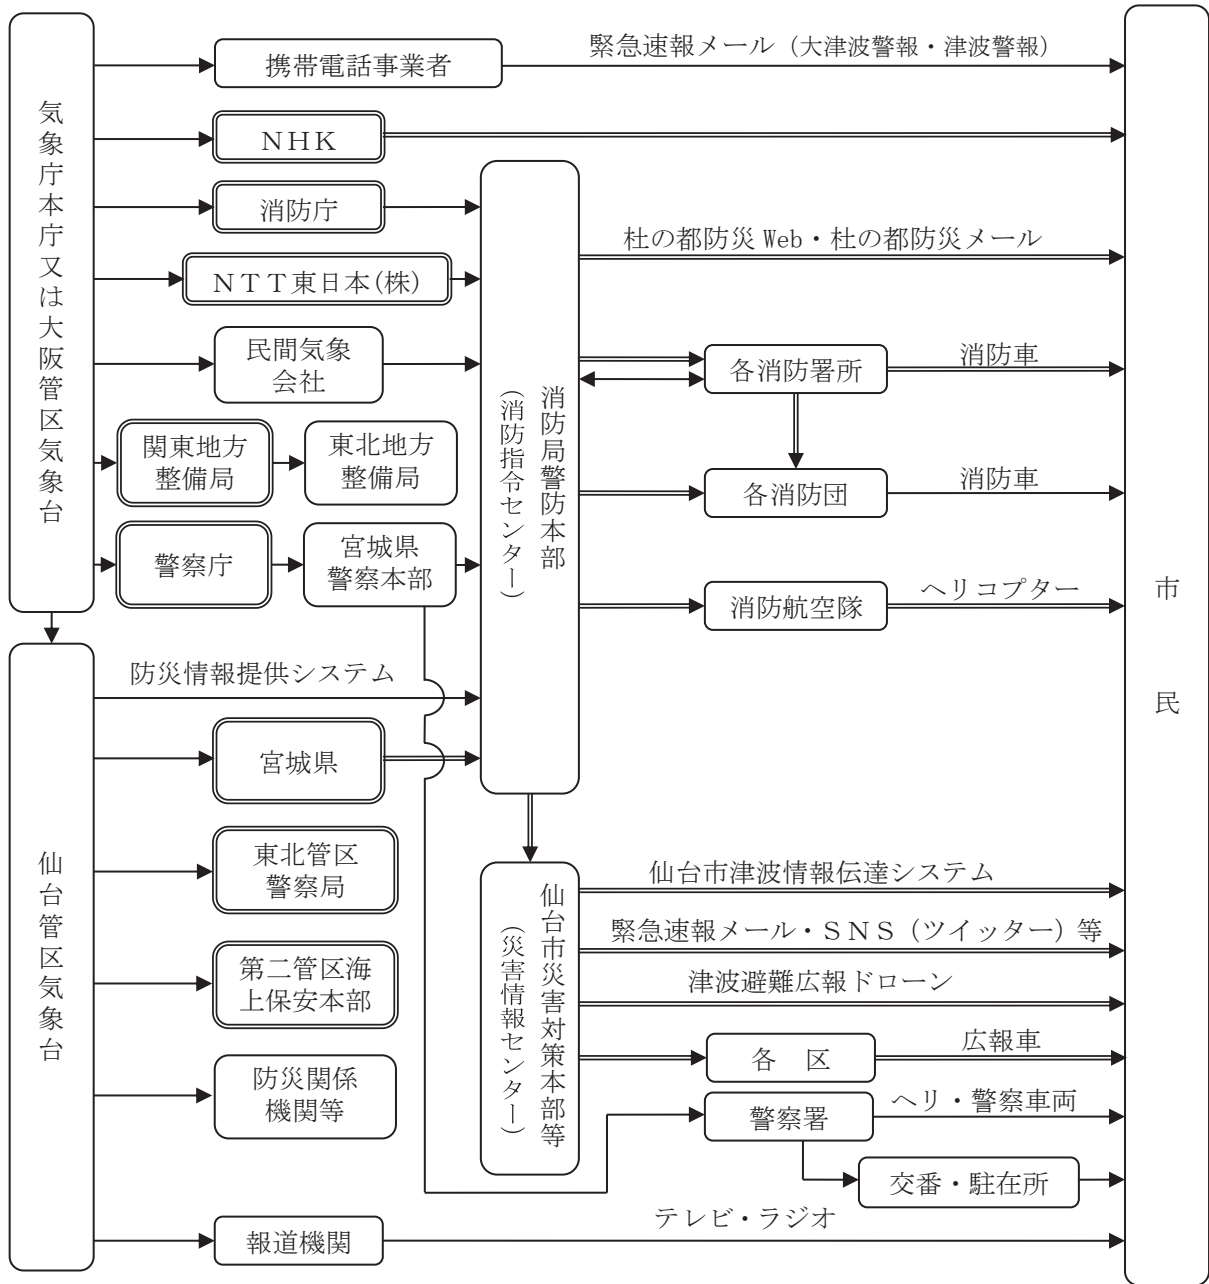 気象庁本庁又は大阪管区気象台
携帯電話事業者
緊急速報メール（大津波警報・津波警報）
ＮＨＫ
消防庁
ＮＴＴ東日本(株)
民間気象
会社
関東地方
整備局
東北地方
整備局
警察庁
宮城県
警察本部
消防局警防本部
（消防指令センター）
杜の都防災 Web・杜の都防災メール
各消防署所
消防車
各消防団
消防車
消防航空隊
ヘリコプター
市民
仙台管区気象台
防災情報提供システム
宮城県
東北管区
警察局
第二管区海
上保安本部
防災関係
機関等
仙台市災害対策本部等
（災害情報センター）
仙台市津波情報伝達システム
緊急速報メール・ＳＮＳ（ツイッター）等
津波避難広報ドローン
各　区
広報車
警察署
ヘリ・警察車両
交番・駐在所
報道機関
テレビ・ラジオ